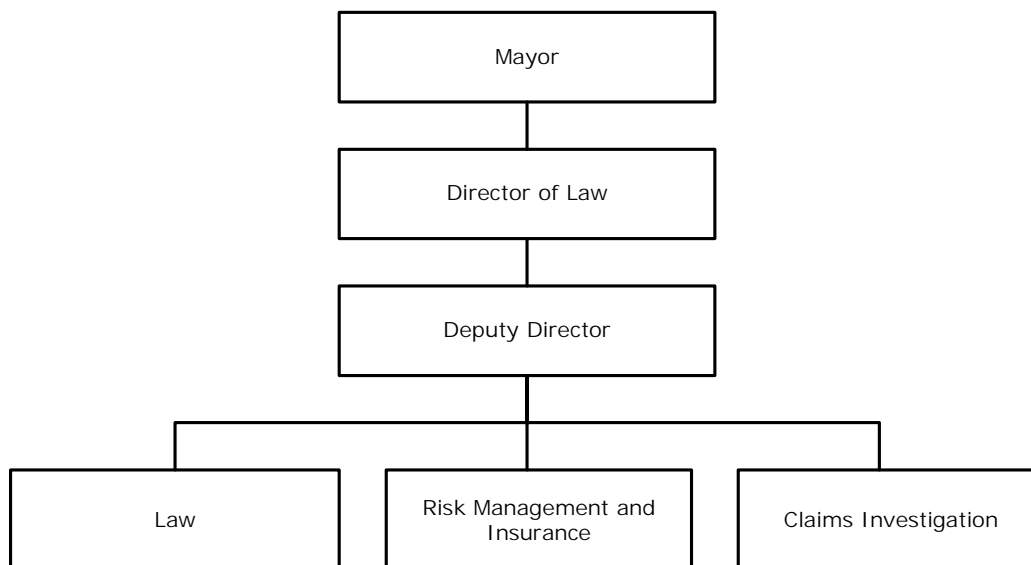 Mayor
Director of Law
Deputy Director
Law
Risk Management and
Insurance
Claims Investigation